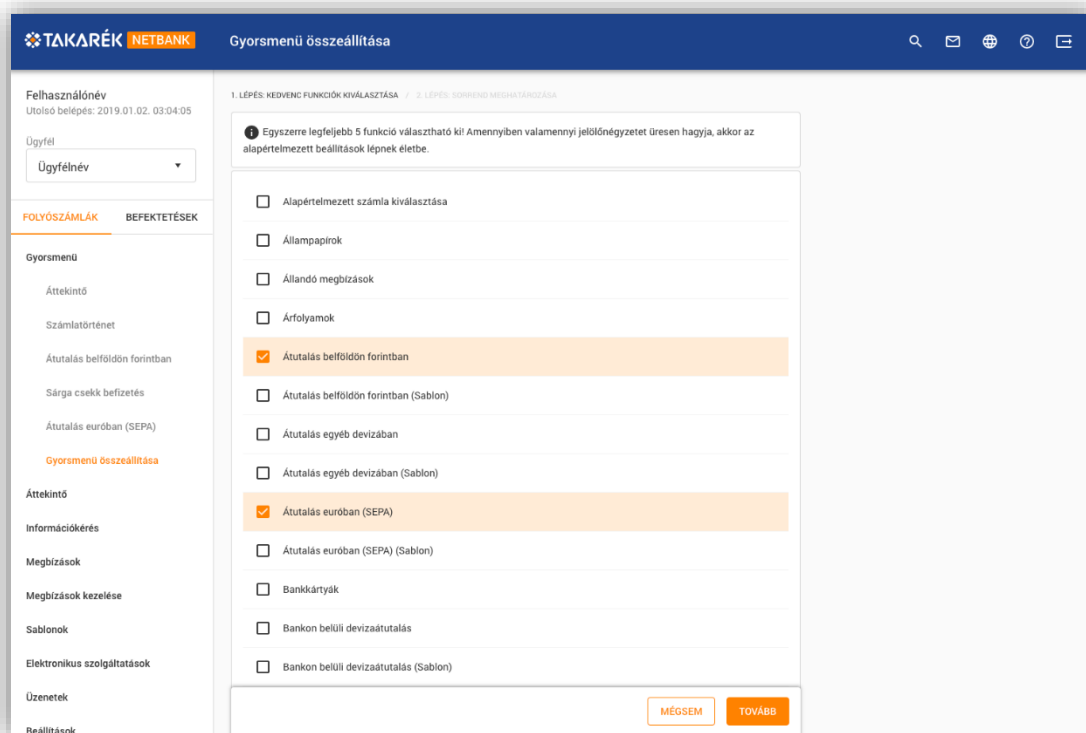 TAKARÉK NETBANK
Gyorsmenü összeállítása
Felhasználónév
Utolsó belépés: 2019.01.02. 03:04:05
Ügyfél
Ügyfélnév
FOLYÓSZÁMLÁK
BEFEKTETÉSEK
Gyorsmenü
Áttekintő
Számlatörténet
Átutalás belföldön forintban
Sárga csekk befizetés
Átutalás euróban (SEPA)
Gyorsmenü összeállítása
Áttekintő
Információkérés
Megbízások
Megbízások kezelése
Sablonok
Elektronikus szolgáltatások
Üzenetek
Beállítások
1. LÉPÉS: KEDVENC FUNKCIÓK KIVÁLASZTÁSA / 2. LÉPÉS: SORREND MEGHATÁROZÁSA
Egyszerre legfeljebb 5 funkció választható ki! Amennyiben valamennyi jelölőnégyzetet üresen hagyja, akkor az
alapértelmezett beállítások lépnek életbe.
Alapértelmezett számla kiválasztása
Állampapírok
Állandó megbízások
Árfolyamok
Átutalás belföldön forintban
Átutalás belföldön forintban (Sablon)
Átutalás egyéb devizában
Átutalás egyéb devizában (Sablon)
Átutalás euróban (SEPA)
Átutalás euróban (SEPA) (Sablon)
Bankkártyák
Bankon belüli devizaátutalás
Bankon belüli devizaátutalás (Sablon)
MÉGSEM
TOVÁBB